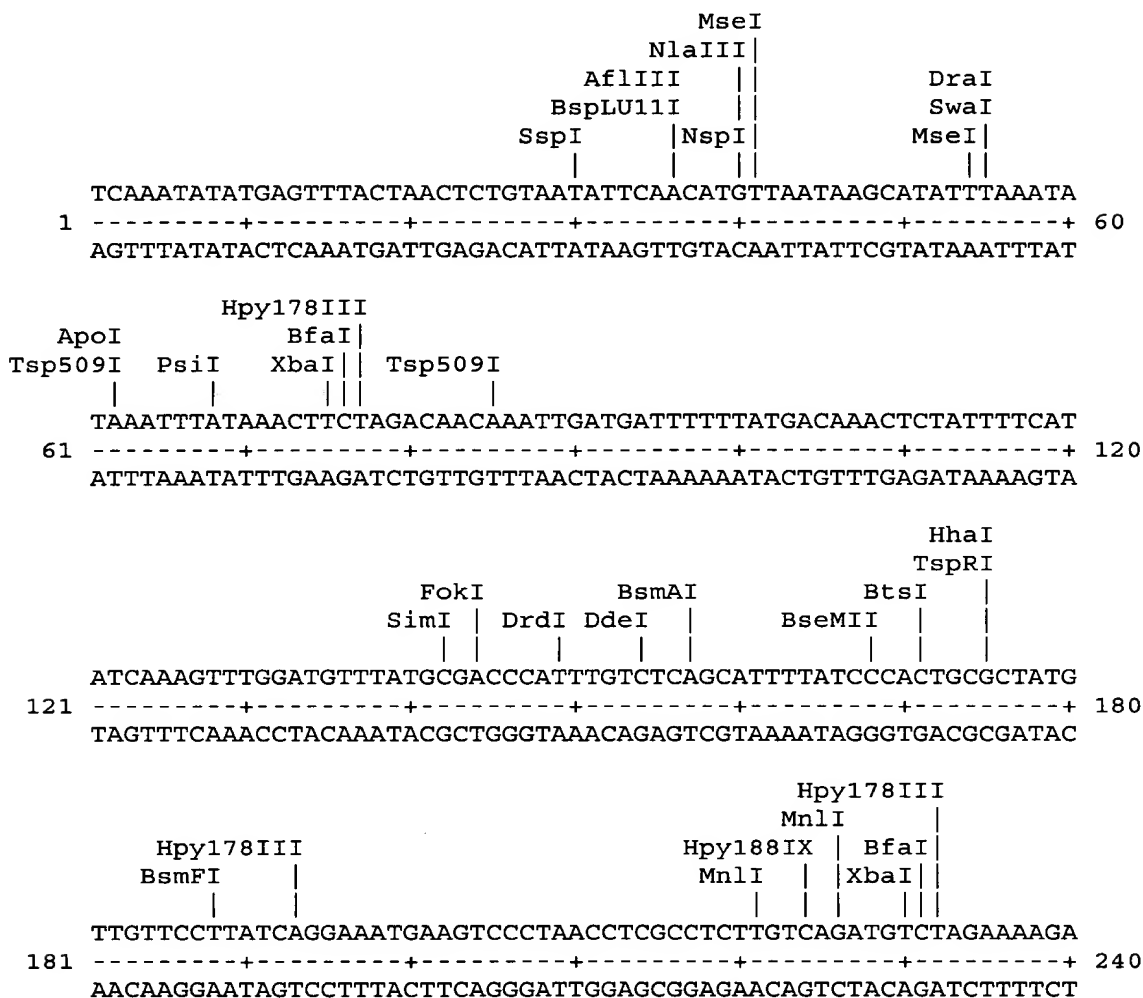 MseI
NlaIII|
AflIII || DraI
BspLU11I || SwaI
SspI |NspI|| MseI|
| | || ||
TCAAATATATGAGTTTACTAACTCTGTAATATTCAACATGTTAATAAGCATATTTAAATA
1 ---------+---------+---------+---------+---------+---------+ 60
AGTTTATATACTCAAATGATTGAGACATTATAAGTTGTACAATTATTCGTATAAATTTAT
Hpy178III
ApoI BfaI|
Tsp509I PsiI XbaI|| Tsp509I
| | ||| |
TAAATTTATAAACTTCTAGACAACAAATTGATGATTTTTTATGACAAACTCTATTTTCAT
61 ---------+---------+---------+---------+---------+---------+ 120
ATTTAAATATTTGAAGATCTGTTGTTTAACTACTAAAAAATACTGTTTGAGATAAAAGTA
HhaI
TspRI
FokI BsmAI BtsI |
SimI | DrdI DdeI | BseMII | |
| | | | | | | |
ATCAAAGTTTGGATGTTTATGCGACCCATTTGTCTCAGCATTTTATCCCACTGCGCTATG
121 ---------+---------+---------+---------+---------+---------+ 180
TAGTTTCAAACCTACAAATACGCTGGGTAAACAGAGTCGTAAAATAGGGTGACGCGATAC
Hpy178III
MnlI |
Hpy178III Hpy188IX | BfaI|
BsmFI | MnlI | | XbaI||
| | | | | |||
TTGTTCCTTATCAGGAAATGAAGTCCCTAACCTCGCCTCTTGTCAGATGTCTAGAAAAGA
181 ---------+---------+---------+---------+---------+---------+ 240
AACAAGGAATAGTCCTTTACTTCAGGGATTGGAGCGGAGAACAGTCTACAGATCTTTTCT